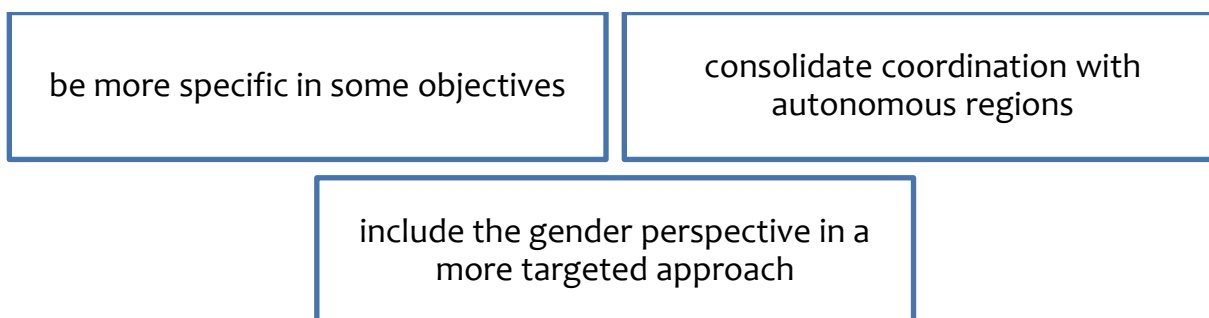 be more specific in some objectives
consolidate coordination with
autonomous regions
include the gender perspective in a
more targeted approach